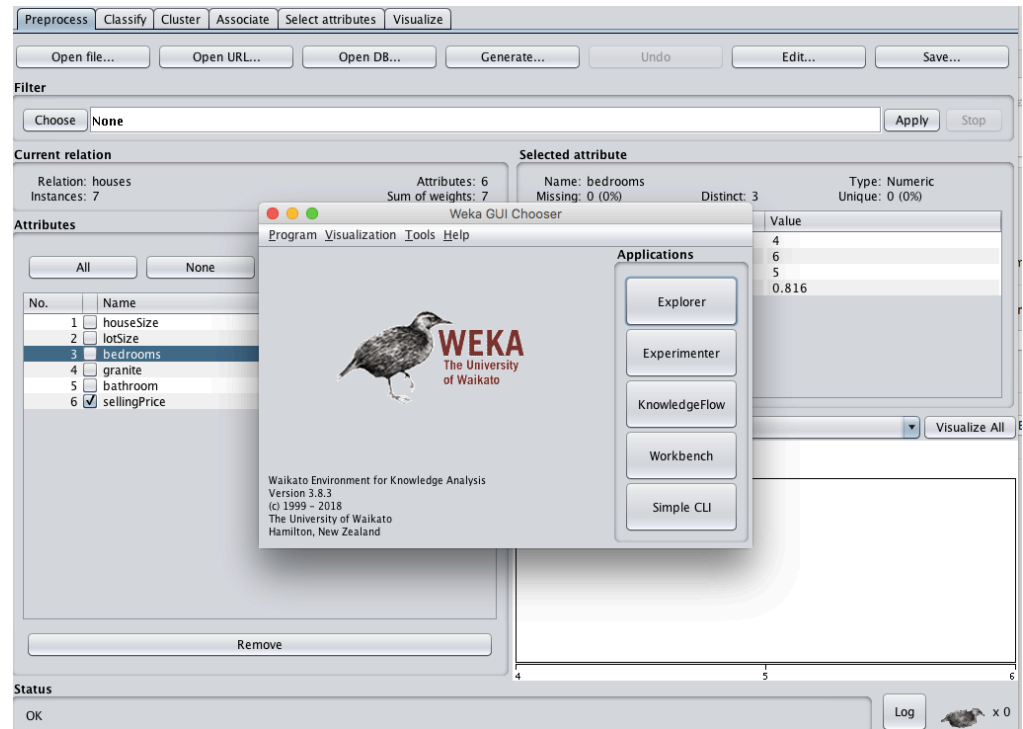 Preprocess Classify Cluster Associate Select attributes Visualize
Open file... Open URL... Open DB... Generate... Undo Edit... Save...
Filter
Choose None Apply Stop
Current relation
Relation: houses Attributes: 6
Instances: 7 Sum of weights: 7
Selected attribute
Name: bedrooms Type: Numeric
Missing: 0 (0%) Distinct: 3 Unique: 0 (0%)
Attributes
All None
No. Name
1 houseSize
2 lotSize
3 bedrooms
4 granite
5 bathroom
6 sellingPrice
Remove
Value
4
6
5
0.816
Visualize All
4 5 6
Weka GUI Chooser
Program Visualization Tools Help
Applications
Explorer
Experimenter
KnowledgeFlow
Workbench
Simple CLI
WEKA
The University
of Waikato
Waikato Environment for Knowledge Analysis
Version 3.8.3
(c) 1999 - 2018
The University of Waikato
Hamilton, New Zealand
Status
OK Log x 0